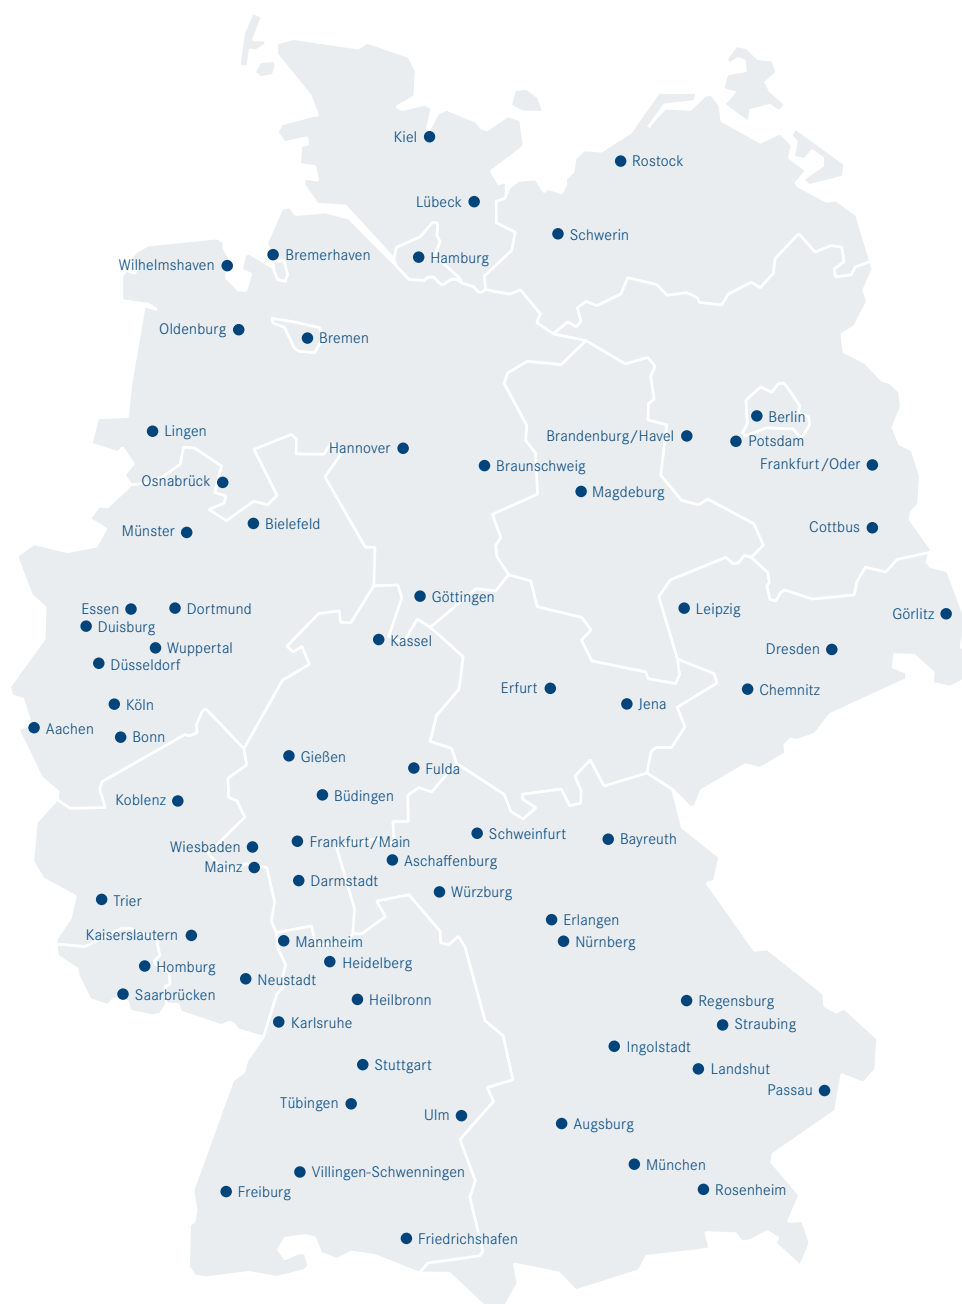 Kiel
Rostock
Lübeck
Schwerin
Bremerhaven
Hamburg
Wilhelmshaven
Oldenburg
Bremen
Berlin
Lingen
Brandenburg/Havel
Potsdam
Hannover
Frankfurt/Oder
Braunschweig
Osnabrück
Magdeburg
Bielefeld
Cottbus
Münster
Göttingen
Essen
Dortmund
Leipzig
Görlitz
Duisburg
Kassel
Wuppertal
Dresden
Düsseldorf
Erfurt
Chemnitz
Köln
Jena
Aachen
Bonn
Gießen
Fulda
Büdingen
Koblenz
Schweinfurt
Bayreuth
Frankfurt/Main
Wiesbaden
Aschaffenburg
Mainz
Darmstadt
Würzburg
Trier
Erlangen
Kaiserslautern
Mannheim
Nürnberg
Heidelberg
Homburg
Neustadt
Saarbrücken
Heilbronn
Regensburg
Karlsruhe
Straubing
Ingolstadt
Stuttgart
Landshut
Passau
Tübingen
Ulm
Augsburg
München
Villingen-Schwenningen
Rosenheim
Freiburg
Friedrichshafen